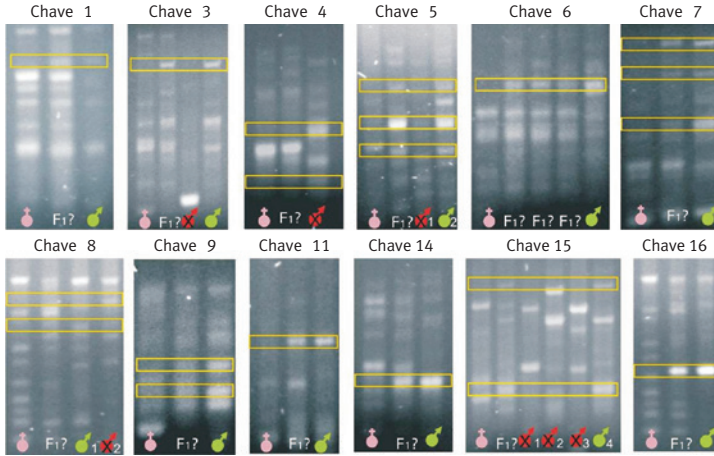 Chave 1
Chave 3
Chave 4
Chave 5
Chave 6
Chave 7
F1?
F1?
F1?
F1? 1 2
F1? F1? F1?
F1?
Chave 8
Chave 9
Chave 11
Chave 14
Chave 15
Chave 16
F1? 1 2
F1?
F1?
F1?
F1? 1 2 3 4
F1?